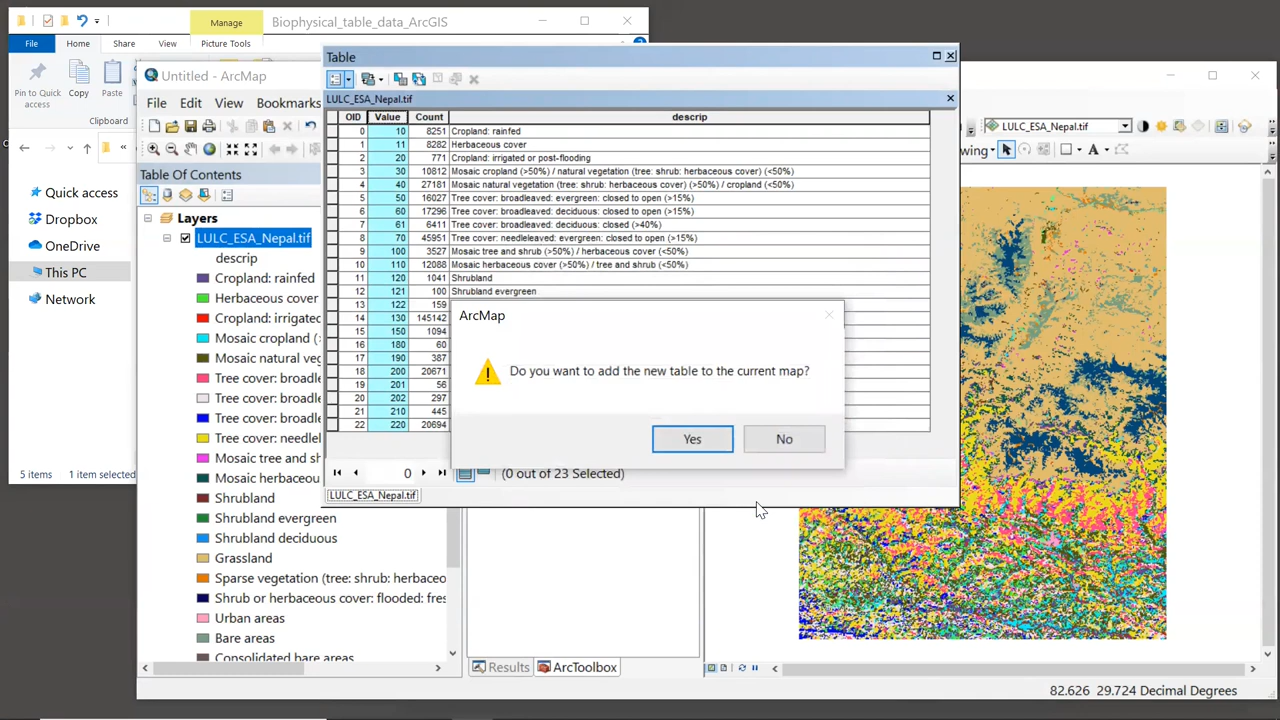 Manage
Biophysical_table_data_ArcGIS
File Home Share View Picture Tools
Pin to Quick access
Copy
Paste
Clipboard
Quick access
Dropbox
OneDrive
This PC
Network
5 items 1 item selected
Untitled - ArcMap
File Edit View Bookmarks
LULC_ESA_Nepal.tif
wing
A
Table Of Contents
Layers
LULC_ESA_Nepal.tif
descrip
Cropland: rainfed
Herbaceous cover
Cropland: irrigated
Mosaic cropland (>
Mosaic natural veg
Tree cover: broadle
Tree cover: broadle
Tree cover: broadle
Tree cover: needlel
Mosaic tree and sh
Mosaic herbaceou
Shrubland
Shrubland evergreen
Shrubland deciduous
Grassland
Sparse vegetation (tree: shrub: herbaceo
Shrub or herbaceous cover: flooded: fres
Urban areas
Bare areas
Consolidated bare areas
Table
LULC_ESA_Nepal.tif
OID Value Count descrip
0 10 8251 Cropland: rainfed
1 11 8282 Herbaceous cover
2 20 771 Cropland: irrigated or post-flooding
3 30 10812 Mosaic cropland (>50%) / natural vegetation (tree: shrub: herbaceous cover) (<50%)
4 40 27181 Mosaic natural vegetation (tree: shrub: herbaceous cover) (>50%) / cropland (<50%)
5 50 16027 Tree cover: broadleaved: evergreen: closed to open (>15%)
6 60 17296 Tree cover: broadleaved: deciduous: closed to open (>15%)
7 61 6411 Tree cover: broadleaved: deciduous: closed (>40%)
8 70 45951 Tree cover: needleleaved: evergreen: closed to open (>15%)
9 100 3527 Mosaic tree and shrub (>50%) / herbaceous cover (<50%)
10 110 12088 Mosaic herbaceous cover (>50%) / tree and shrub (<50%)
11 120 1041 Shrubland
12 121 100 Shrubland evergreen
13 122 159
14 130 145142
15 150 1094
16 180 60
17 190 387
18 200 20671
19 201 56
20 202 297
21 210 445
22 220 20694
0 (0 out of 23 Selected)
LULC_ESA_Nepal.tif
ArcMap
Do you want to add the new table to the current map?
Yes No
Results ArcToolbox
82.626 29.724 Decimal Degrees